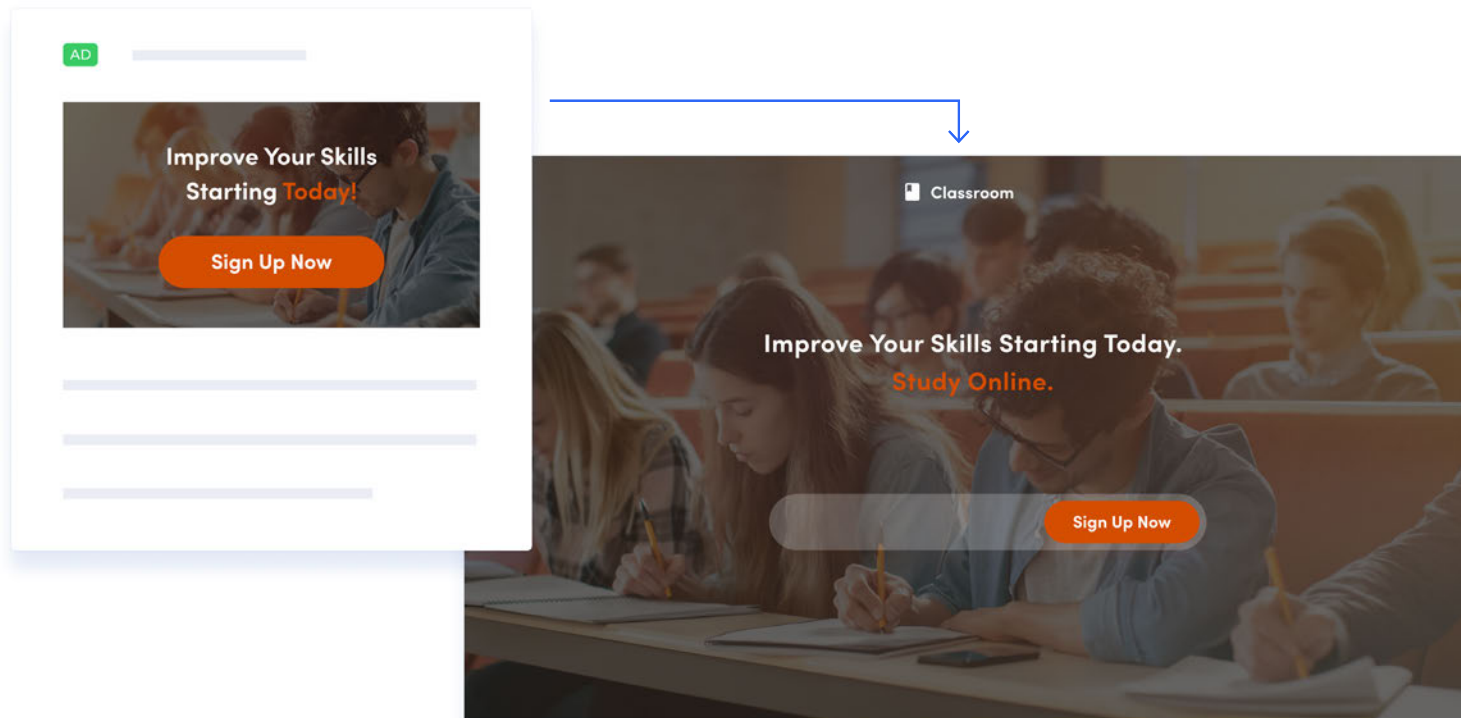 AD
Improve Your Skills
Starting Today!
Sign Up Now
Classroom
Improve Your Skills Starting Today.
Study Online.
Sign Up Now